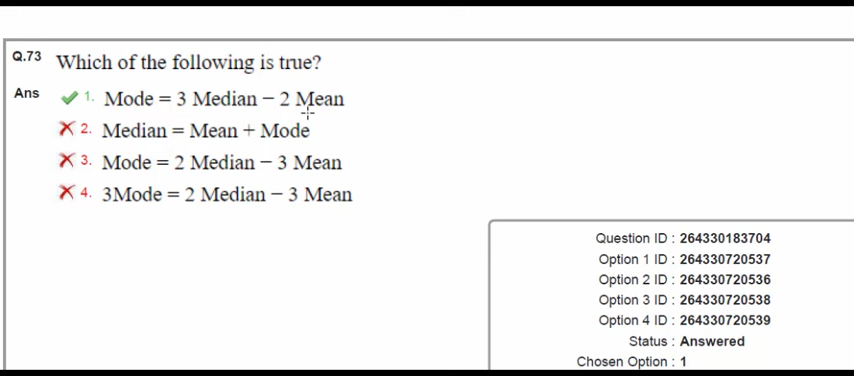 Q.73 Which of the following is true?
Ans 1. Mode = 3 Median − 2 Mean
2. Median = Mean + Mode
3. Mode = 2 Median − 3 Mean
4. 3Mode = 2 Median − 3 Mean
Question ID : 264330183704
Option 1 ID : 264330720537
Option 2 ID : 264330720536
Option 3 ID : 264330720538
Option 4 ID : 264330720539
Status : Answered
Chosen Option : 1